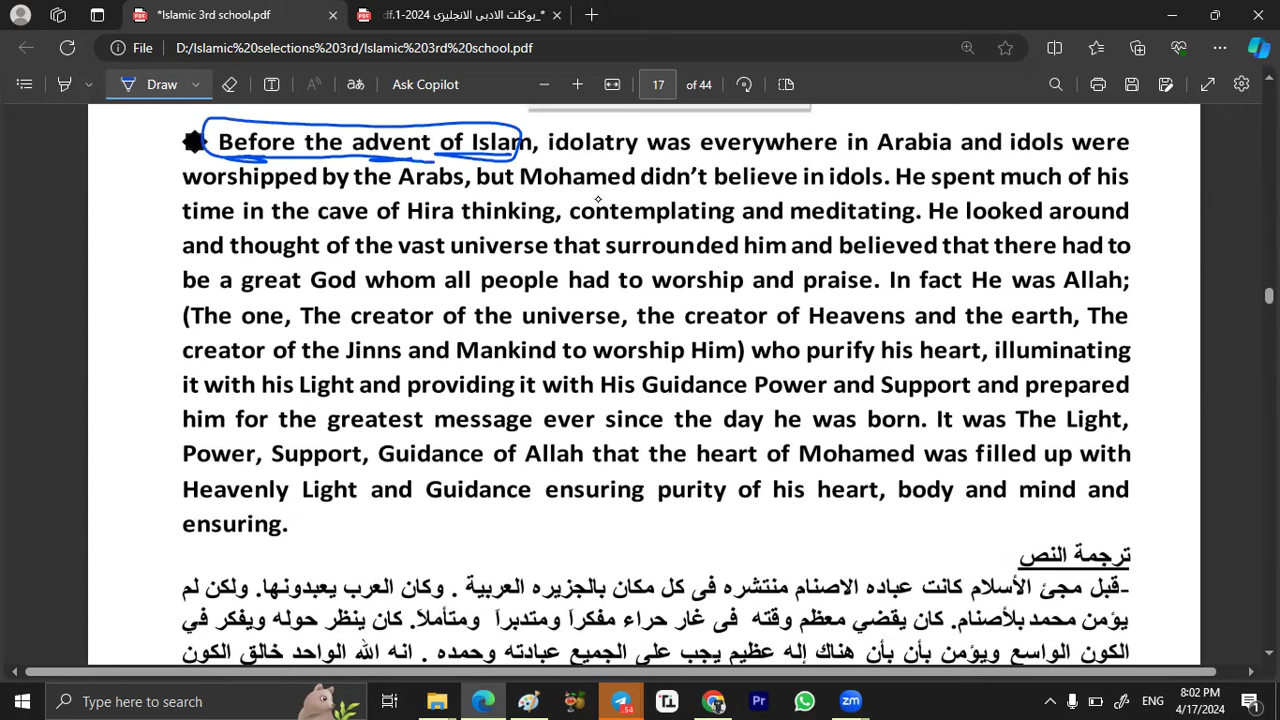 *Islamic 3rd school.pdf
*_بوكلت الادبى الانجليزى 2024-1.pdf
File
D:/Islamic%20selections%203rd/Islamic%203rd%20school.pdf
Draw
Ask Copilot
17 of 44
Before the advent of Islam, idolatry was everywhere in Arabia and idols were
worshipped by the Arabs, but Mohamed didn't believe in idols. He spent much of his
time in the cave of Hira thinking, contemplating and meditating. He looked around
and thought of the vast universe that surrounded him and believed that there had to
be a great God whom all people had to worship and praise. In fact He was Allah;
(The one, The creator of the universe, the creator of Heavens and the earth, The
creator of the Jinns and Mankind to worship Him) who purify his heart, illuminating
it with his Light and providing it with His Guidance Power and Support and prepared
him for the greatest message ever since the day he was born. It was The Light,
Power, Support, Guidance of Allah that the heart of Mohamed was filled up with
Heavenly Light and Guidance ensuring purity of his heart, body and mind and
ensuring.
ترجمة النص
-قبل مجئ الأسلام كانت عباده الاصنام منتشره فى كل مكان بالجزيره العربية . وكان العرب يعبدونها. ولكن لم
يؤمن محمد بلأصنام. كان يقضي معظم وقته فى غار حراء مفكراً ومتدبراً ومتأملاً. كان ينظر حوله ويفكر في
الكون الواسع ويؤمن بأن بأن هناك إله عظيم يجب على الجميع عبادته وحمده . انه الله الواحد خالق الكون
Type here to search
54
Pr
zm
ENG
8:02 PM
4/17/2024